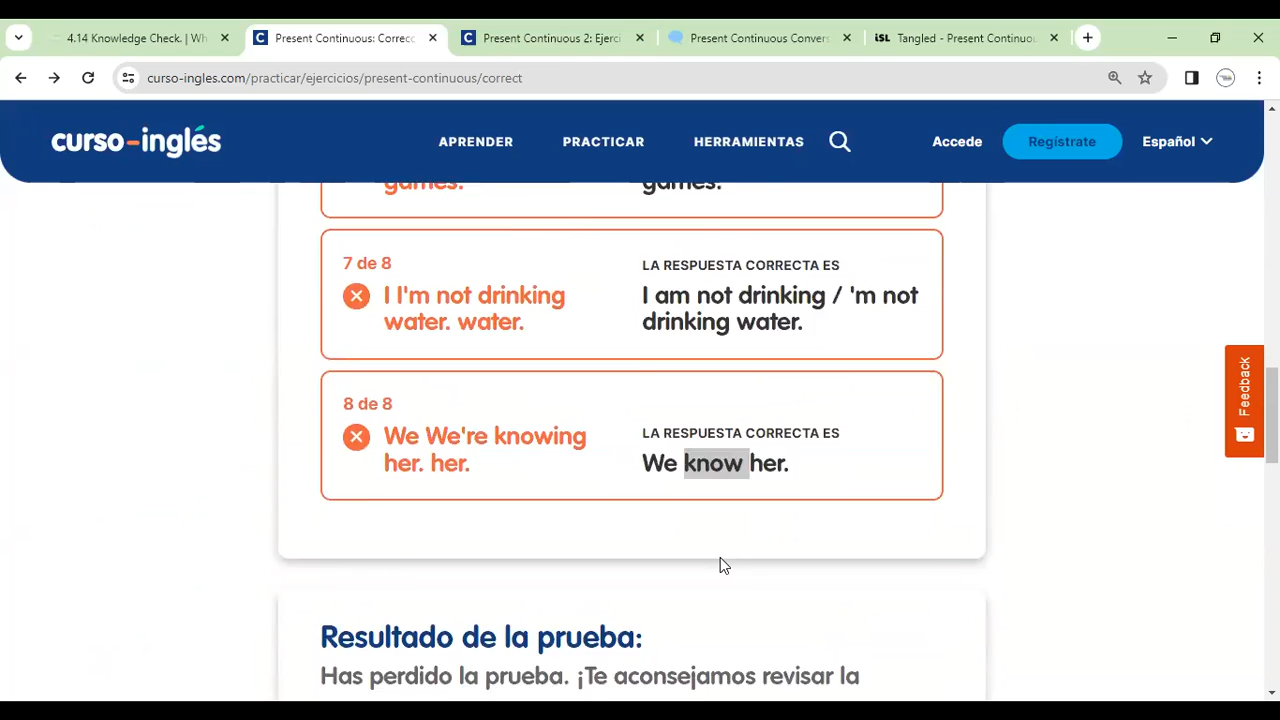 4.14 Knowledge Check. | Wh
Present Continuous: Correcc
Present Continuous 2: Ejerci
Present Continuous Convers
iSL Tangled - Present Continuou
curso-ingles.com/practicar/ejercicios/present-continuous/correct
curso-inglés
APRENDER
PRACTICAR
HERRAMIENTAS
Accede
Regístrate
Español
games.
games.
7 de 8
I I'm not drinking
water. water.
LA RESPUESTA CORRECTA ES
I am not drinking / 'm not
drinking water.
8 de 8
We We're knowing
her. her.
LA RESPUESTA CORRECTA ES
We know her.
Feedback
Resultado de la prueba:
Has perdido la prueba. ¡Te aconsejamos revisar la